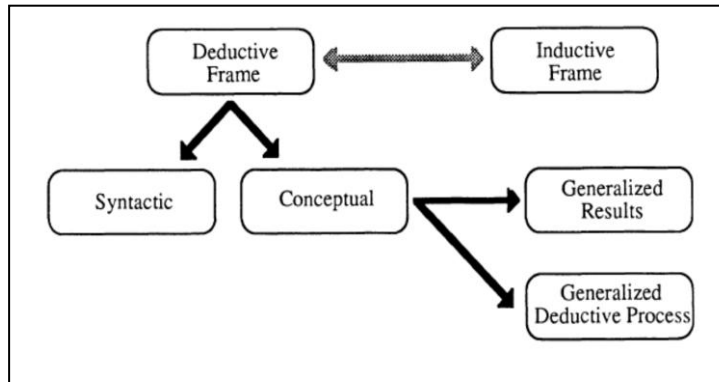 Deductive
Frame
Inductive
Frame
Syntactic
Conceptual
Generalized
Results
Generalized
Deductive Process